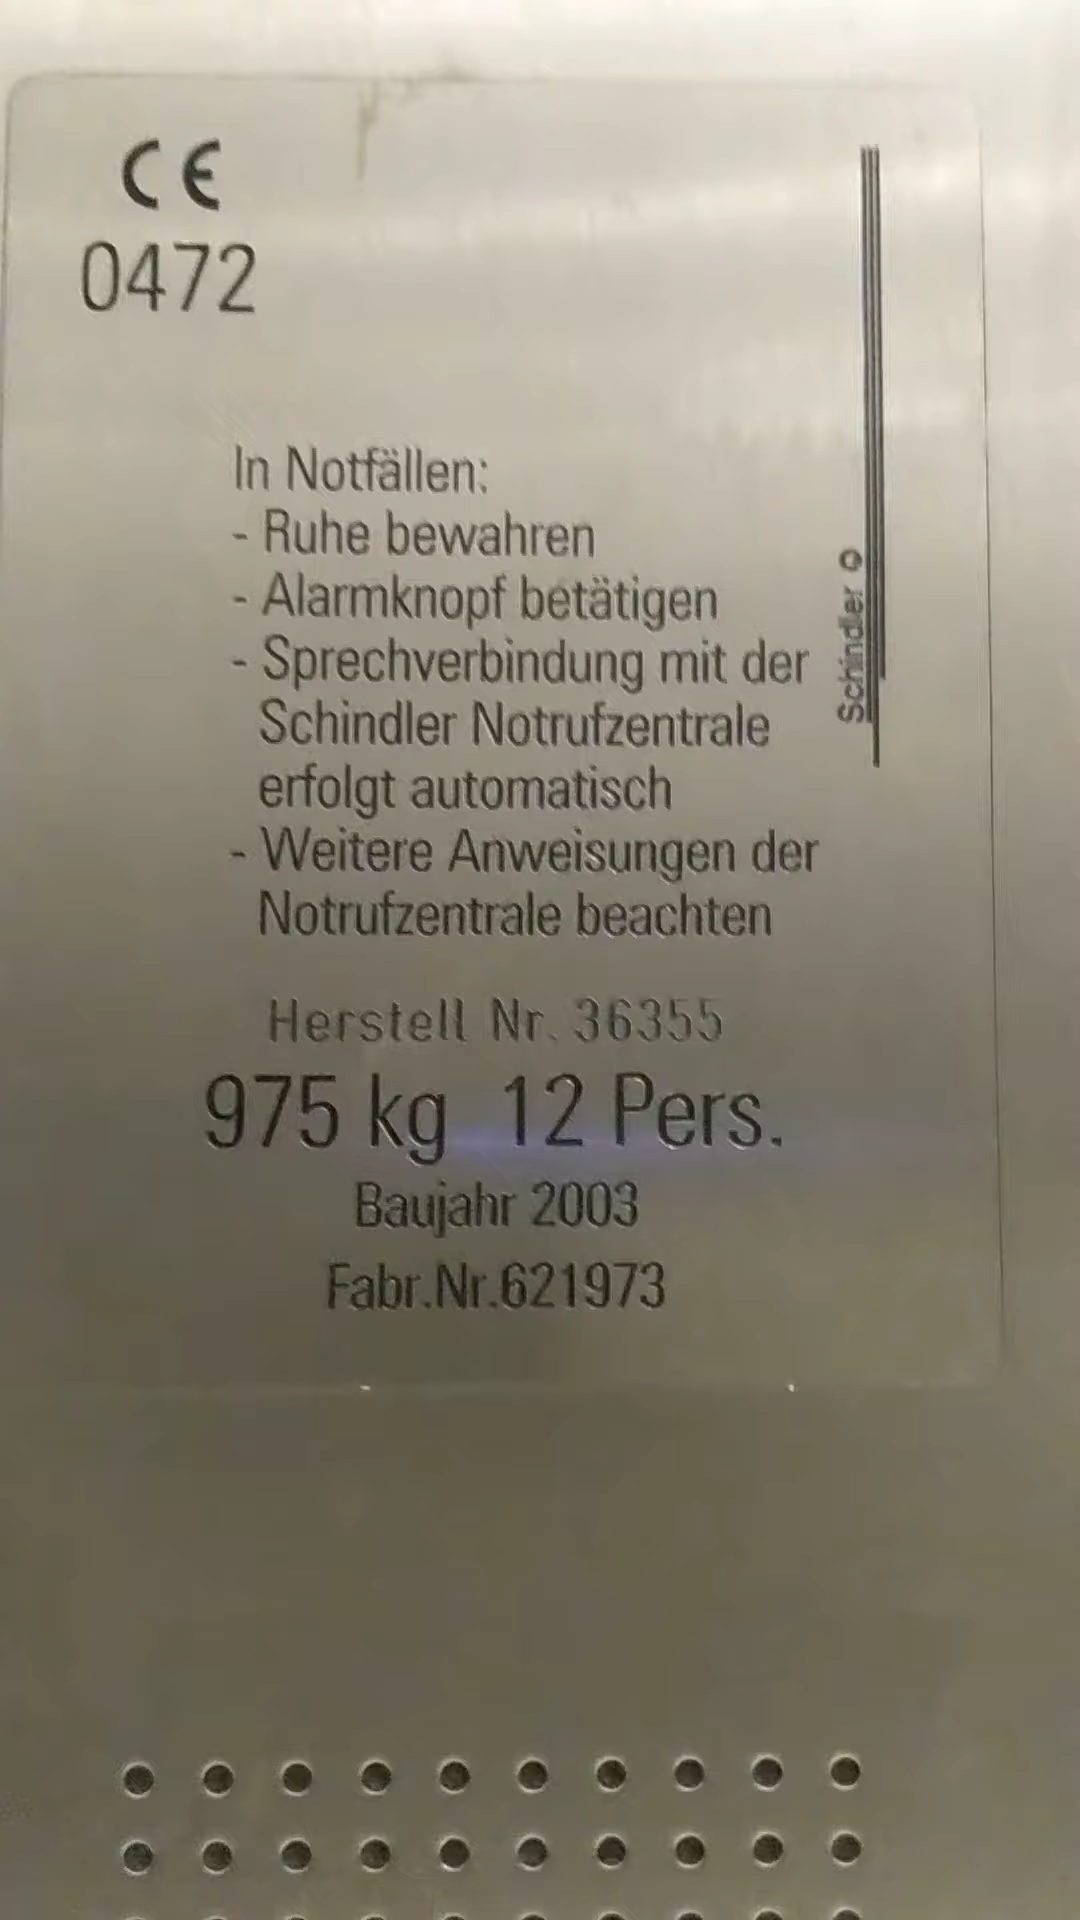 CE
0472
In Notfällen:
- Ruhe bewahren
- Alarmknopf betätigen
- Sprechverbindung mit der
Schindler Notrufzentrale
erfolgt automatisch
- Weitere Anweisungen der
Notrufzentrale beachten
Schindler
Herstell Nr. 36355
975 kg 12 Pers.
Baujahr 2003
Fabr.Nr.621973